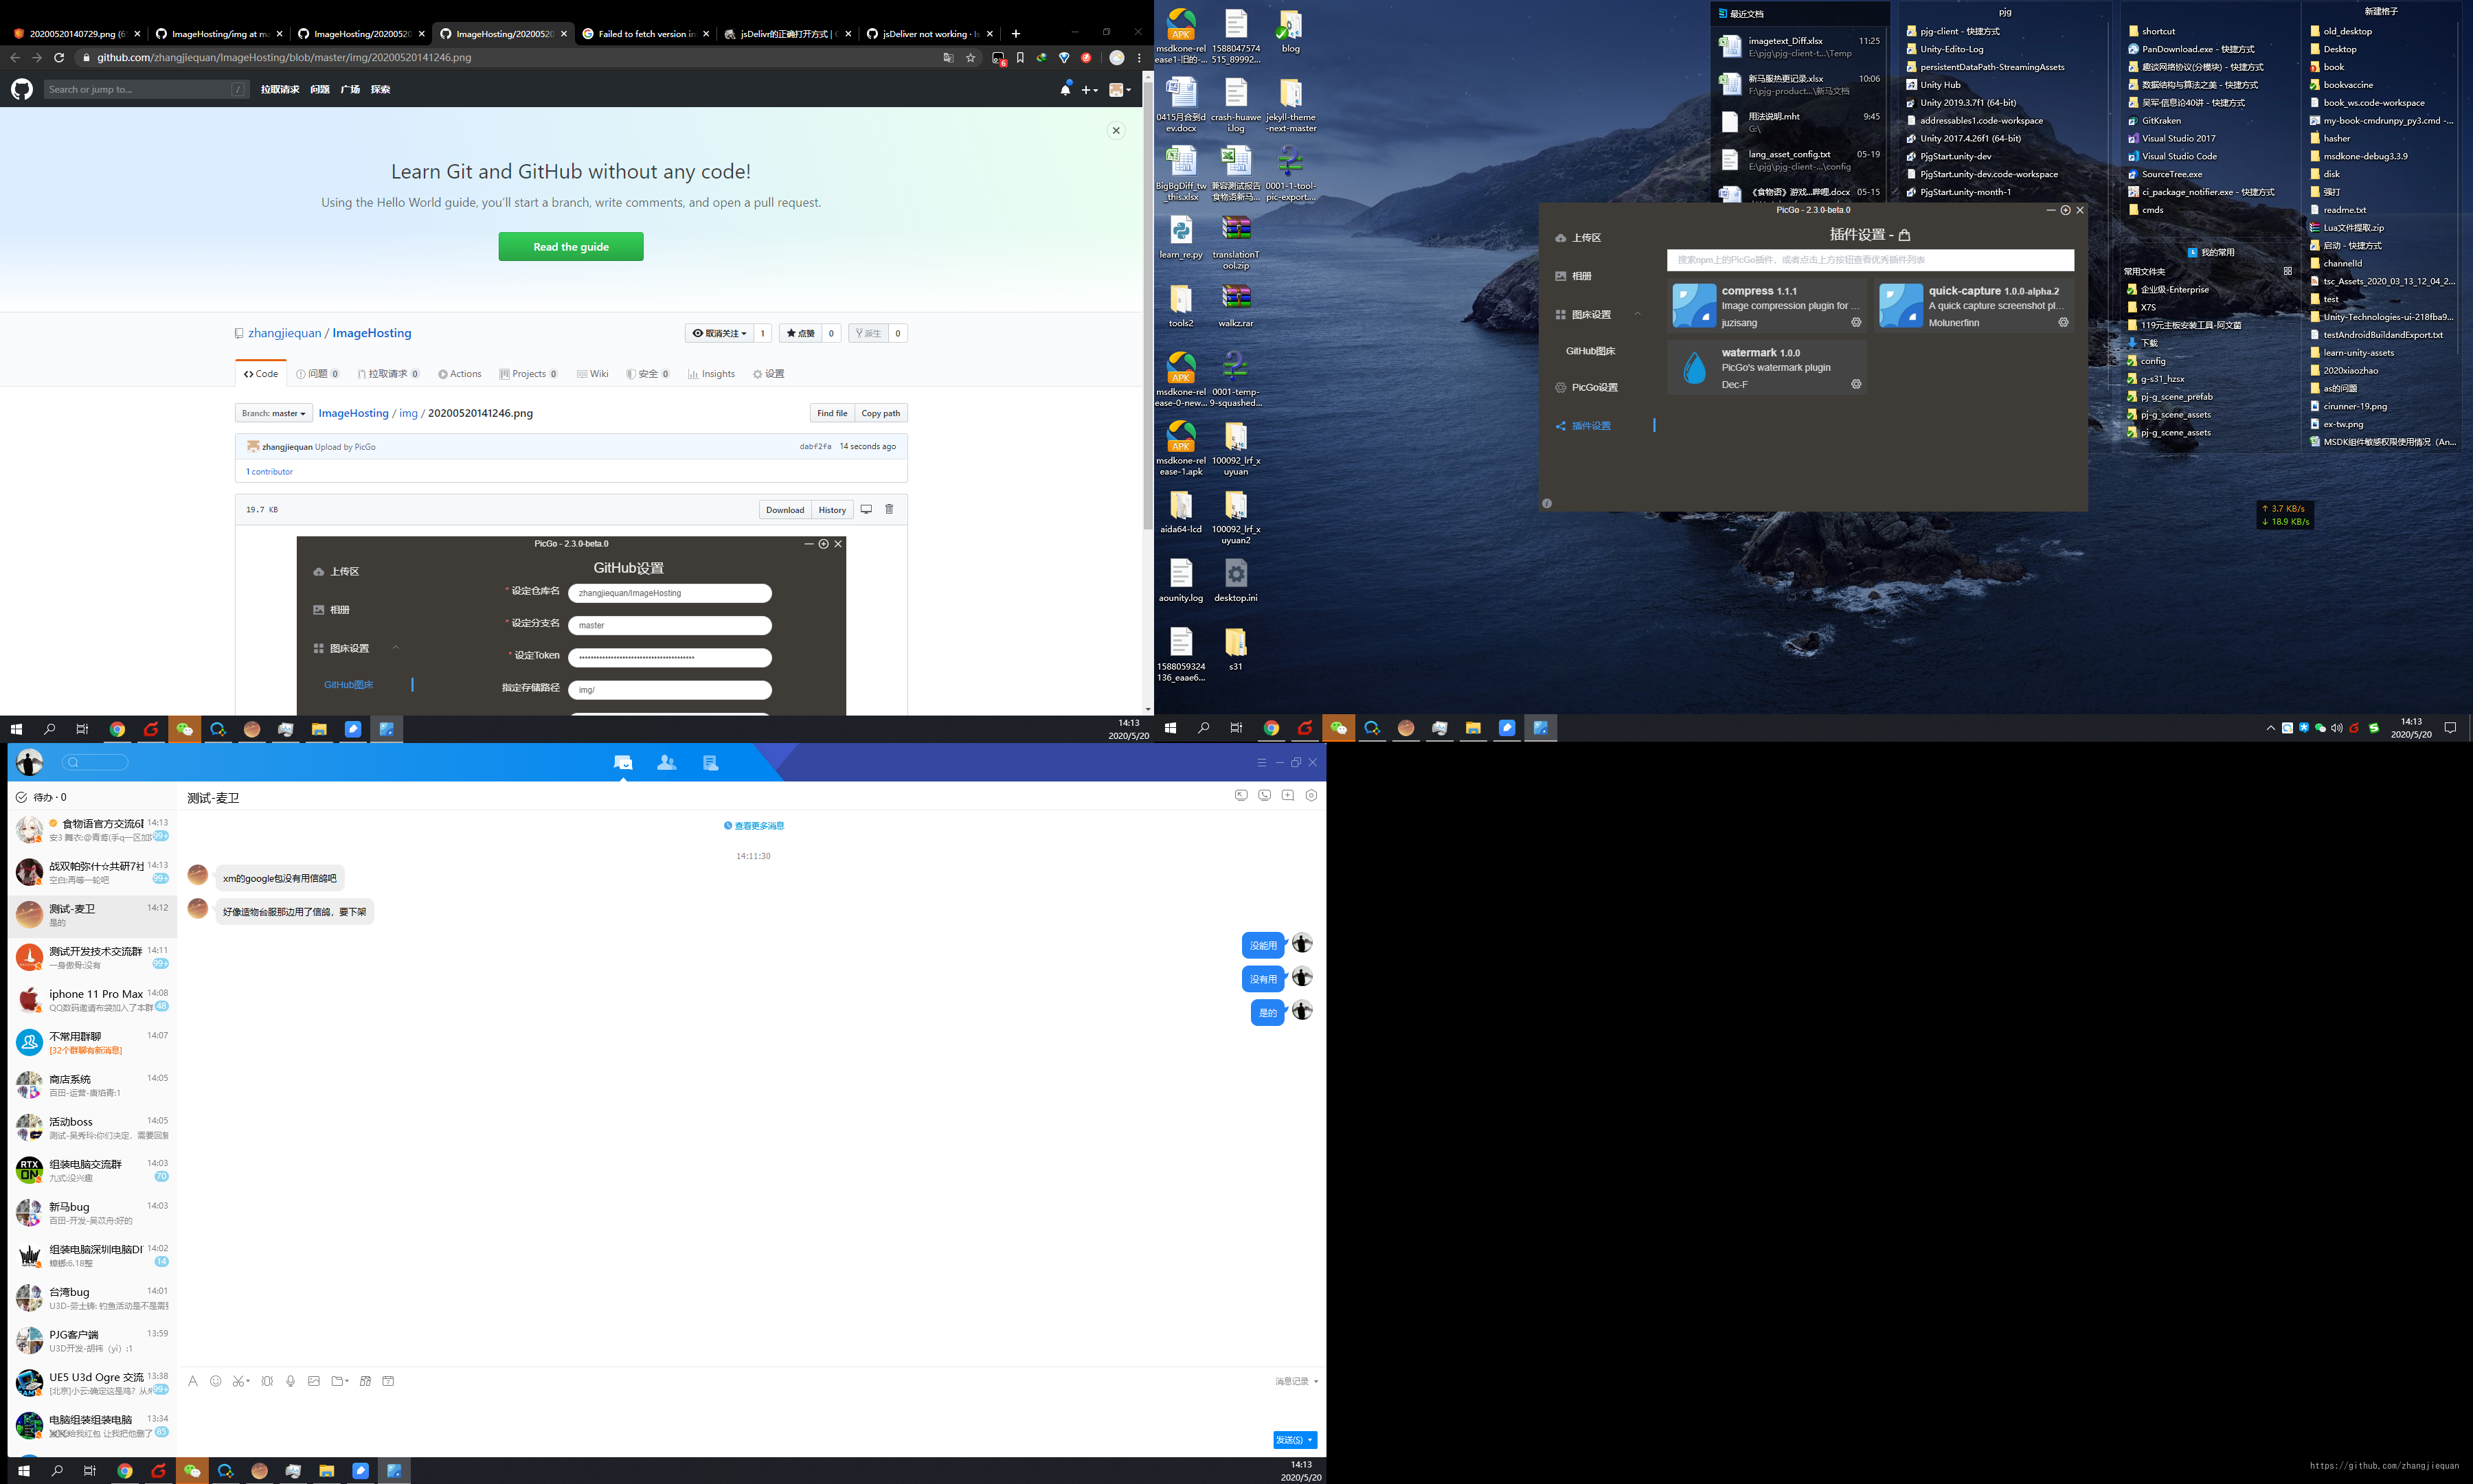 20200520140729.png (6
ImageHosting/img at ma
ImageHosting/2020052
ImageHosting/2020052
Failed to fetch version in
jsDelivr的正确打开方式 | C
jsDeliver not working · Is
github.com/zhangjiequan/ImageHosting/blob/master/img/20200520141246.png
Search or jump to...
拉取请求 问题 广场 探索
Learn Git and GitHub without any code!
Using the Hello World guide, you'll start a branch, write comments, and open a pull request.
Read the guide
zhangjiequan / ImageHosting
取消关注 1 点赞 0 派生 0
Code 问题 0 拉取请求 0 Actions Projects 0 Wiki 安全 0 Insights 设置
Branch: master ImageHosting / img / 20200520141246.png
Find file Copy path
zhangjiequan Upload by PicGo
dabf2fa 14 seconds ago
1 contributor
19.7 KB
Download History
PicGo - 2.3.0-beta.0
上传区
相册
图床设置
GitHub图床
GitHub设置
* 设定仓库名 zhangjiequan/ImageHosting
* 设定分支名 master
* 设定Token
指定存储路径 img/
14:13
2020/5/20
msdkone-rel
ease1-旧的-...
1588047574
515_89992...
blog
0415月合到d
ev.docx
crash-huawe
i.log
jekyll-theme
-next-master
BigBgDiff_tw
_this.xlsx
兼容测试报告
食物语新马...
0001-1-tool-
pic-export....
learn_re.py
translationT
ool.zip
tools2
walkz.rar
msdkone-rel
ease-0-new...
0001-temp-
9-squashed...
msdkone-rel
ease-1.apk
100092_lrf_x
uyuan
aida64-lcd
100092_lrf_x
uyuan2
aounity.log
desktop.ini
1588059324
136_eaae6...
s31
最近文档
imagetext_Diff.xlsx 11:25
E:\pjg\pjg-client-t...\Temp
新马服热更记录.xlsx 10:06
F:\pjg-product...\新马文档
用法说明.mht 9:45
G:\
lang_asset_config.txt 05-19
E:\pjg\pjg-client-...\config
《食物语》游戏...哔哩.docx 05-15
pjg
pjg-client - 快捷方式
Unity-Edito-Log
persistentDataPath-StreamingAssets
Unity Hub
Unity 2019.3.7f1 (64-bit)
addressables1.code-workspace
Unity 2017.4.26f1 (64-bit)
PjgStart.unity-dev
PjgStart.unity-dev.code-workspace
PjgStart.unity-month-1
shortcut
PanDownload.exe - 快捷方式
趣谈网络协议(分模块) - 快捷方式
数据结构与算法之美 - 快捷方式
吴军·信息论40讲 - 快捷方式
GitKraken
Visual Studio 2017
Visual Studio Code
SourceTree.exe
ci_package_notifier.exe - 快捷方式
cmds
我的常用
常用文件夹
企业级-Enterprise
X7S
119元主板安装工具-阿文菌
下载
config
g-s31_hzsx
pj-g_scene_prefab
pj-g_scene_assets
pj-g_scene_assets
新建格子
old_desktop
Desktop
book
bookvaccine
book_ws.code-workspace
my-book-cmdrunpy_py3.cmd -...
hasher
msdkone-debug3.3.9
disk
强打
readme.txt
Lua文件提取.zip
启动 - 快捷方式
channelId
tsc_Assets_2020_03_13_12_04_2...
test
Unity-Technologies-ui-218fba9...
testAndroidBuildandExport.txt
learn-unity-assets
2020xiaozhao
as的问题
cirunner-19.png
ex-tw.png
MSDK组件敏感权限使用情况（An...
PicGo - 2.3.0-beta.0
上传区
相册
图床设置
GitHub图床
PicGo设置
插件设置
插件设置 -
搜索npm上的PicGo插件，或者点击上方按钮查看优秀插件列表
compress 1.1.1
Image compression plugin for ...
juzisang
quick-capture 1.0.0-alpha.2
A quick capture screenshot pl...
Molunerfinn
watermark 1.0.0
PicGo's watermark plugin
Dec-F
↑ 3.7 KB/s
↓ 18.9 KB/s
14:13
2020/5/20
待办 · 0
食物语官方交流6群 14:13
99+
战双帕弥什☆共研7社 14:13
空白:再等一轮吧 99+
测试-麦卫 14:12
是的
测试开发技术交流群 14:11
一身傲骨:没有 99+
iphone 11 Pro Max 14:08
QQ数码邀请布袋加入了本群 48
不常用群聊 14:07
[32个群聊有新消息]
商店系统 14:05
百田-运营-唐焰青:1
活动boss 14:05
测试-吴秀玲:你们决定，需要回复
组装电脑交流群 14:03
九式:没兴趣 70
新马bug 14:03
百田-开发-吴苡舟:好的
组装电脑深圳电脑DI 14:02
蟑螂:6.18整 14
台湾bug 14:01
U3D-劳士铸: 钓鱼活动是不是需要
PJG客户端 13:59
U3D开发-胡祎（yi）:1
UE5 U3d Ogre 交流 13:38
[北京]小云:确定这是鸡？从来 99+
电脑组装组装电脑 13:34
给我红包 让我把他删了 85
测试-麦卫
查看更多消息
14:11:30
xm的google包没有用信鸽吧
好像造物台服那边用了信鸽，要下架
没能用
没有用
是的
消息记录
发送(S)
14:13
2020/5/20
https://github.com/zhangjiequan